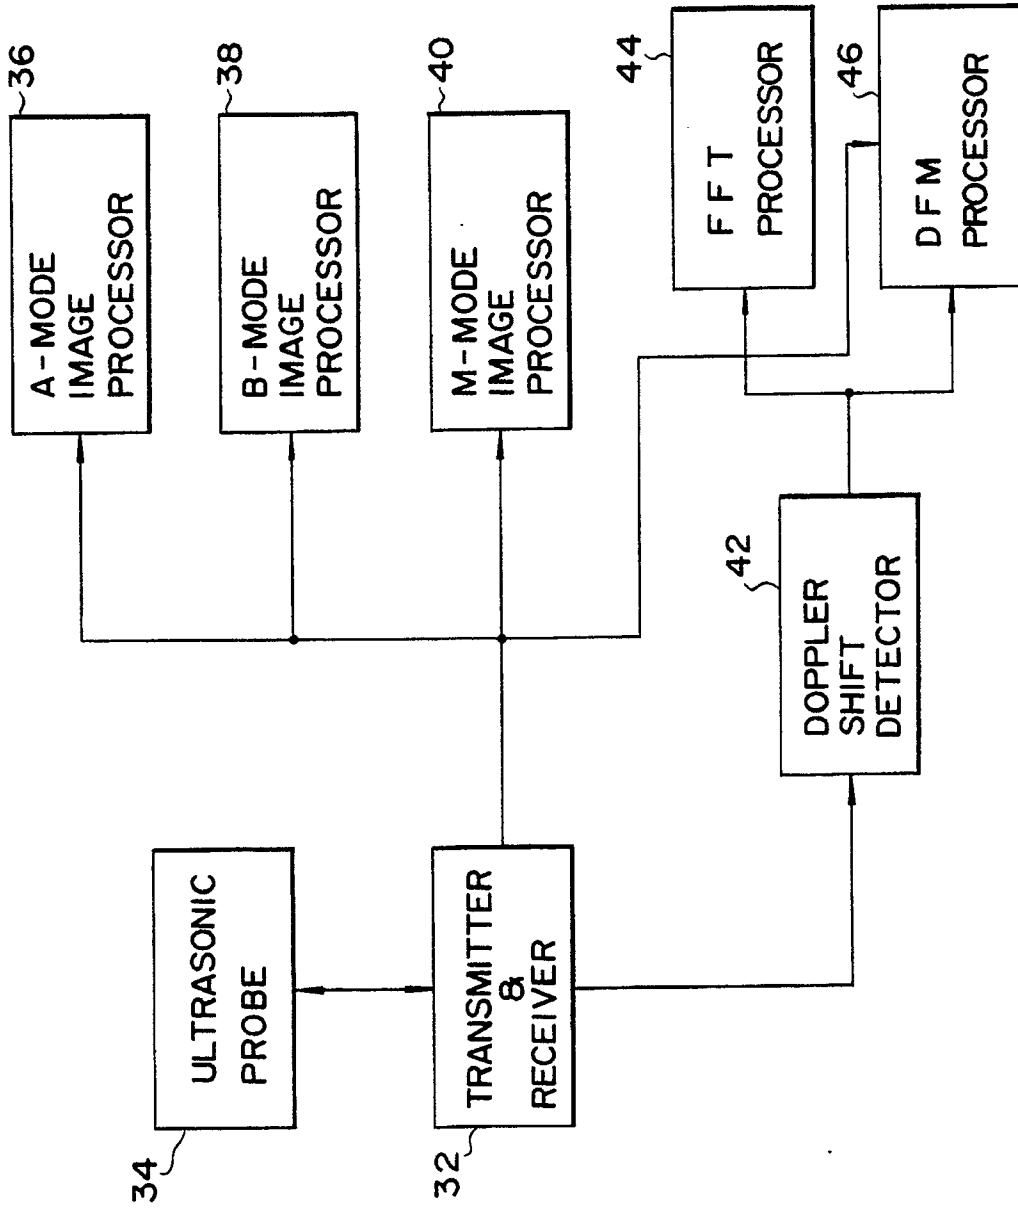 34
ULTRASONIC
PROBE
32
TRANSMITTER
&
RECEIVER
36
A-MODE
IMAGE
PROCESSOR
38
B-MODE
IMAGE
PROCESSOR
40
M-MODE
IMAGE
PROCESSOR
42
DOPPLER
SHIFT
DETECTOR
44
FFT
PROCESSOR
46
DFM
PROCESSOR